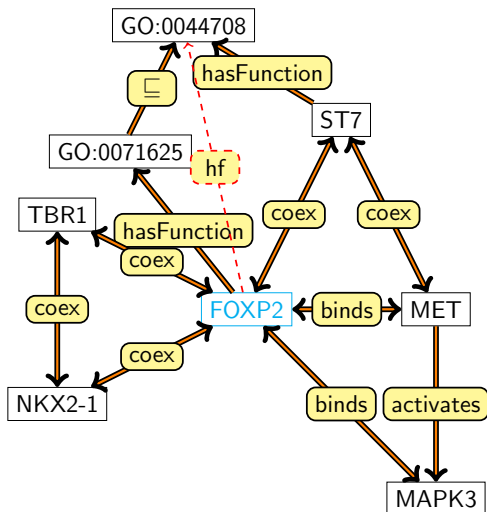 GO:0044708
hasFunction
⊑
ST7
GO:0071625
hf
TBR1
coex
coex
hasFunction
coex
coex
FOXP2
binds
MET
coex
NKX2-1
binds
activates
MAPK3